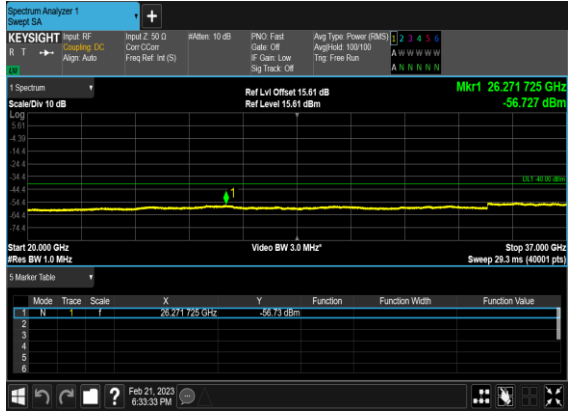 Spectrum Analyzer 1
Swept SA
+
KEYSIGHT
R T
Input: RF
Coupling: DC
Align: Auto
Input Z: 50 Ω
Corr CCorr
Freq Ref: Int (S)
#Atten: 10 dB
PNO: Fast
Gate: Off
IF Gain: Low
Sig Track: Off
Avg Type: Power (RMS)
Avg|Hold: 100/100
Trig: Free Run
1 2 3 4 5 6
A W W W W W
A N N N N N
1 Spectrum
Scale/Div 10 dB
Ref Lvl Offset 15.61 dB
Ref Level 15.61 dBm
Mkr1 26.271 725 GHz
-56.727 dBm
Log
5.61
-4.39
-14.4
-24.4
-34.4
-44.4
-54.4
-64.4
-74.4
DL1 -40.00 dBm
1
Start 20.000 GHz
#Res BW 1.0 MHz
Video BW 3.0 MHz*
Stop 37.000 GHz
Sweep 29.3 ms (40001 pts)
5 Marker Table
Mode Trace Scale X Y Function Function Width Function Value
1 N 1 f 26.271 725 GHz -56.73 dBm
2
3
4
5
6
?
Feb 21, 2023
6:33:33 PM